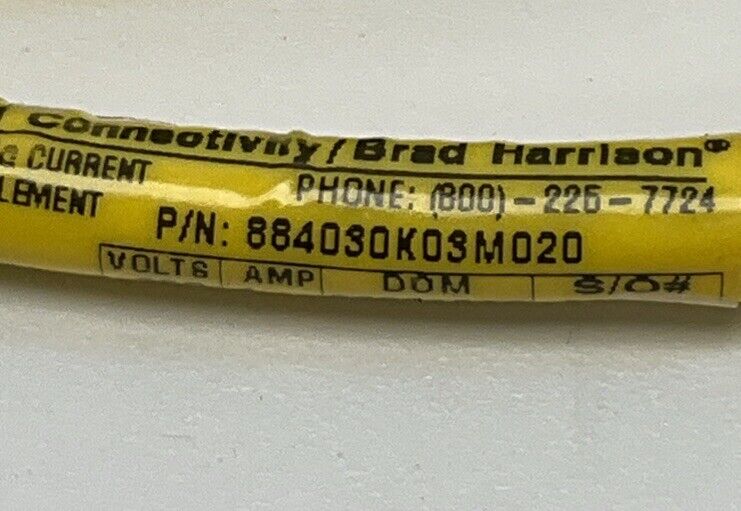 Connectivity / Brad Harrison®
CURRENT
PHONE: (800)-225-7724
LEMENT
P/N: 884030K03M020
VOLTS AMP DOM S/O#